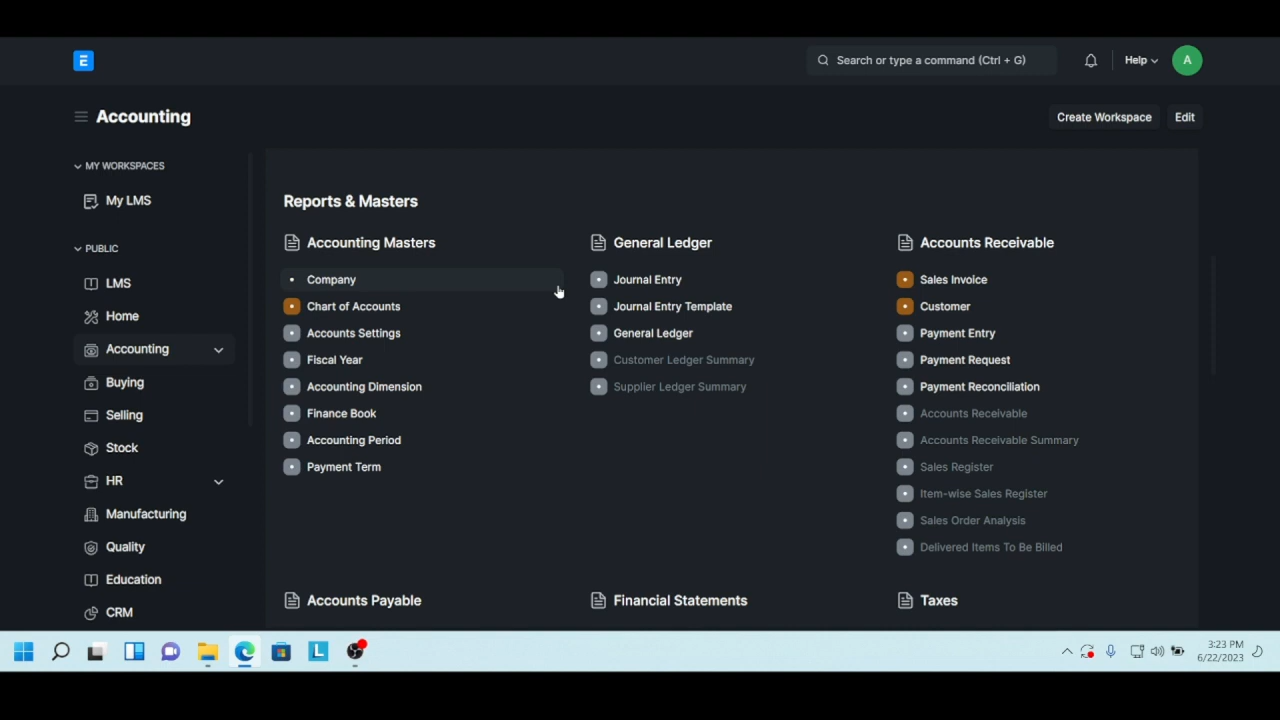 E
Search or type a command (Ctrl + G)
Help
A
Accounting
Create Workspace
Edit
MY WORKSPACES
My LMS
PUBLIC
LMS
Home
Accounting
Buying
Selling
Stock
HR
Manufacturing
Quality
Education
CRM
Reports & Masters
Accounting Masters
Company
Chart of Accounts
Accounts Settings
Fiscal Year
Accounting Dimension
Finance Book
Accounting Period
Payment Term
General Ledger
Journal Entry
Journal Entry Template
General Ledger
Customer Ledger Summary
Supplier Ledger Summary
Accounts Receivable
Sales Invoice
Customer
Payment Entry
Payment Request
Payment Reconciliation
Accounts Receivable
Accounts Receivable Summary
Sales Register
Item-wise Sales Register
Sales Order Analysis
Delivered Items To Be Billed
Accounts Payable
Financial Statements
Taxes
L
3:23 PM
6/22/2023